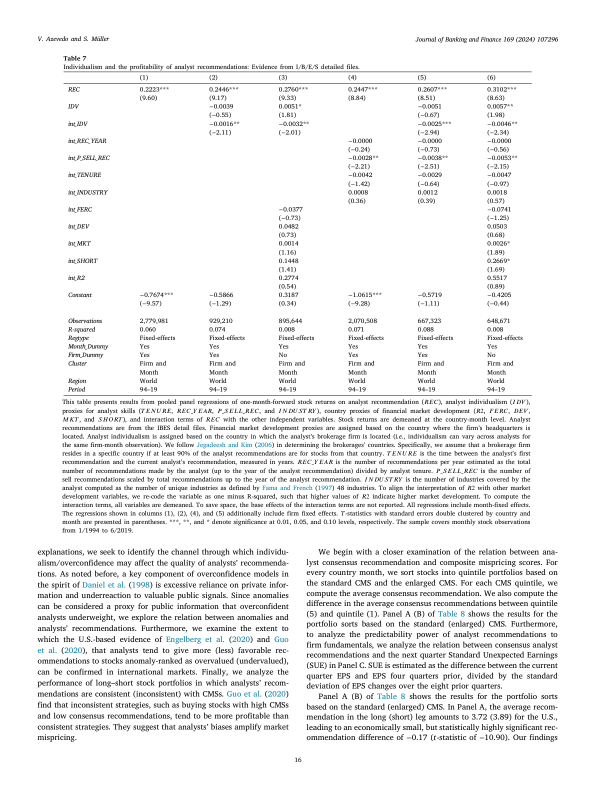 V. Azevedo and S. Müller
Journal of Banking and Finance 169 (2024) 107296
Table 7
Individualism and the profitability of analyst recommendations: Evidence from I/B/E/S detailed files.
(1) (2) (3) (4) (5) (6)
REC 0.2223*** 0.2446*** 0.2760*** 0.2447*** 0.2607*** 0.3102***
(9.60) (9.17) (9.33) (8.84) (8.51) (8.63)
IDV −0.0039 0.0051* −0.0051 0.0057**
(−0.55) (1.81) (−0.67) (1.98)
int_IDV −0.0016** −0.0032** −0.0025*** −0.0046**
(−2.11) (−2.01) (−2.94) (−2.34)
int_REC_YEAR −0.0000 −0.0000 −0.0000
(−0.24) (−0.73) (−0.56)
int_P_SELL_REC −0.0028** −0.0038** −0.0053**
(−2.21) (−2.51) (−2.15)
int_TENURE −0.0042 −0.0029 −0.0047
(−1.42) (−0.64) (−0.97)
int_INDUSTRY 0.0008 0.0012 0.0018
(0.36) (0.39) (0.57)
int_FERC −0.0377 −0.0741
(−0.73) (−1.25)
int_DEV 0.0482 0.0503
(0.73) (0.68)
int_MKT 0.0014 0.0026*
(1.16) (1.89)
int_SHORT 0.1448 0.2669*
(1.41) (1.69)
int_R2 0.2774 0.5517
(0.54) (0.89)
Constant −0.7674*** −0.5866 0.3187 −1.0615*** −0.5719 −0.4205
(−9.57) (−1.29) (0.34) (−9.28) (−1.11) (−0.44)
Observations 2,779,981 929,210 895,644 2,070,508 667,323 648,671
R-squared 0.060 0.074 0.008 0.071 0.088 0.008
Regtype Fixed-effects Fixed-effects Fixed-effects Fixed-effects Fixed-effects Fixed-effects
Month_Dummy Yes Yes Yes Yes Yes Yes
Firm_Dummy Yes Yes No Yes Yes No
Cluster Firm and Firm and Firm and Firm and Firm and Firm and
Month Month Month Month Month Month
Region World World World World World World
Period 94–19 94–19 94–19 94–19 94–19 94–19
This table presents results from pooled panel regressions of one-month-forward stock returns on analyst recommendation (REC), analyst individualism (IDV),
proxies for analyst skills (TENURE, REC_YEAR, P_SELL_REC, and INDUSTRY), country proxies of financial market development (R2, FERC, DEV,
MKT, and SHORT), and interaction terms of REC with the other independent variables. Stock returns are demeaned at the country-month level. Analyst
recommendations are from the IBES detail files. Financial market development proxies are assigned based on the country where the firm's headquarters is
located. Analyst individualism is assigned based on the country in which the analyst's brokerage firm is located (i.e., individualism can vary across analysts for
the same firm-month observation). We follow Jegadeesh and Kim (2006) in determining the brokerages' countries. Specifically, we assume that a brokerage firm
resides in a specific country if at least 90% of the analyst recommendations are for stocks from that country. TENURE is the time between the analyst's first
recommendation and the current analyst's recommendation, measured in years. REC_YEAR is the number of recommendations per year estimated as the total
number of recommendations made by the analyst (up to the year of the analyst recommendation) divided by analyst tenure. P_SELL_REC is the number of
sell recommendations scaled by total recommendations up to the year of the analyst recommendation. INDUSTRY is the number of industries covered by the
analyst computed as the number of unique industries as defined by Fama and French (1997) 48 industries. To align the interpretation of R2 with other market
development variables, we re-code the variable as one minus R-squared, such that higher values of R2 indicate higher market development. To compute the
interaction terms, all variables are demeaned. To save space, the base effects of the interaction terms are not reported. All regressions include month-fixed effects.
The regressions shown in columns (1), (2), (4), and (5) additionally include firm fixed effects. T-statistics with standard errors double clustered by country and
month are presented in parentheses. ***, **, and * denote significance at 0.01, 0.05, and 0.10 levels, respectively. The sample covers monthly stock observations
from 1/1994 to 6/2019.
explanations, we seek to identify the channel through which individu-
alism/overconfidence may affect the quality of analysts' recommenda-
tions. As noted before, a key component of overconfidence models in
the spirit of Daniel et al. (1998) is excessive reliance on private infor-
mation and underreaction to valuable public signals. Since anomalies
can be considered a proxy for public information that overconfident
analysts underweight, we explore the relation between anomalies and
analysts' recommendations. Furthermore, we examine the extent to
which the U.S.-based evidence of Engelberg et al. (2020) and Guo
et al. (2020), that analysts tend to give more (less) favorable rec-
ommendations to stocks anomaly-ranked as overvalued (undervalued),
can be confirmed in international markets. Finally, we analyze the
performance of long–short stock portfolios in which analysts' recom-
mendations are consistent (inconsistent) with CMSs. Guo et al. (2020)
find that inconsistent strategies, such as buying stocks with high CMSs
and low consensus recommendations, tend to be more profitable than
consistent strategies. They suggest that analysts' biases amplify market
mispricing.
We begin with a closer examination of the relation between ana-
lyst consensus recommendation and composite mispricing scores. For
every country month, we sort stocks into quintile portfolios based on
the standard CMS and the enlarged CMS. For each CMS quintile, we
compute the average consensus recommendation. We also compute the
difference in the average consensus recommendations between quintile
(5) and quintile (1). Panel A (B) of Table 8 shows the results for the
portfolio sorts based on the standard (enlarged) CMS. Furthermore,
to analyze the predictability power of analyst recommendations to
firm fundamentals, we analyze the relation between consensus analyst
recommendations and the next quarter Standard Unexpected Earnings
(SUE) in Panel C. SUE is estimated as the difference between the current
quarter EPS and EPS four quarters prior, divided by the standard
deviation of EPS changes over the eight prior quarters.
Panel A (B) of Table 8 shows the results for the portfolio sorts
based on the standard (enlarged) CMS. In Panel A, the average recom-
mendation in the long (short) leg amounts to 3.72 (3.89) for the U.S.,
leading to an economically small, but statistically highly significant rec-
ommendation difference of −0.17 (t-statistic of −10.90). Our findings
16